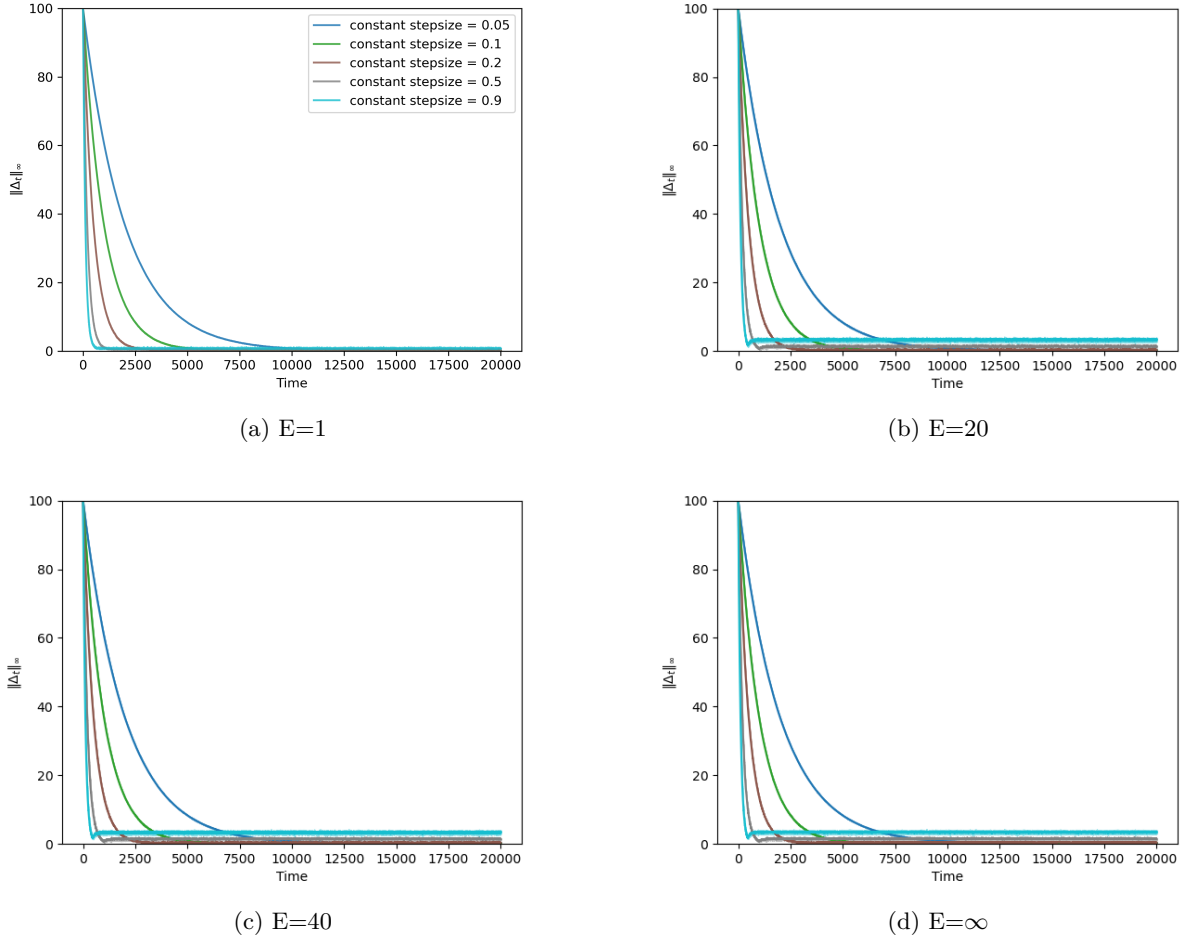 100
80
60
40
20
0
‖Δt‖∞
constant stepsize = 0.05
constant stepsize = 0.1
constant stepsize = 0.2
constant stepsize = 0.5
constant stepsize = 0.9
0 2500 5000 7500 10000 12500 15000 17500 20000
Time
(a) E=1
100
80
60
40
20
0
‖Δt‖∞
0 2500 5000 7500 10000 12500 15000 17500 20000
Time
(b) E=20
100
80
60
40
20
0
‖Δt‖∞
0 2500 5000 7500 10000 12500 15000 17500 20000
Time
(c) E=40
100
80
60
40
20
0
‖Δt‖∞
0 2500 5000 7500 10000 12500 15000 17500 20000
Time
(d) E=∞